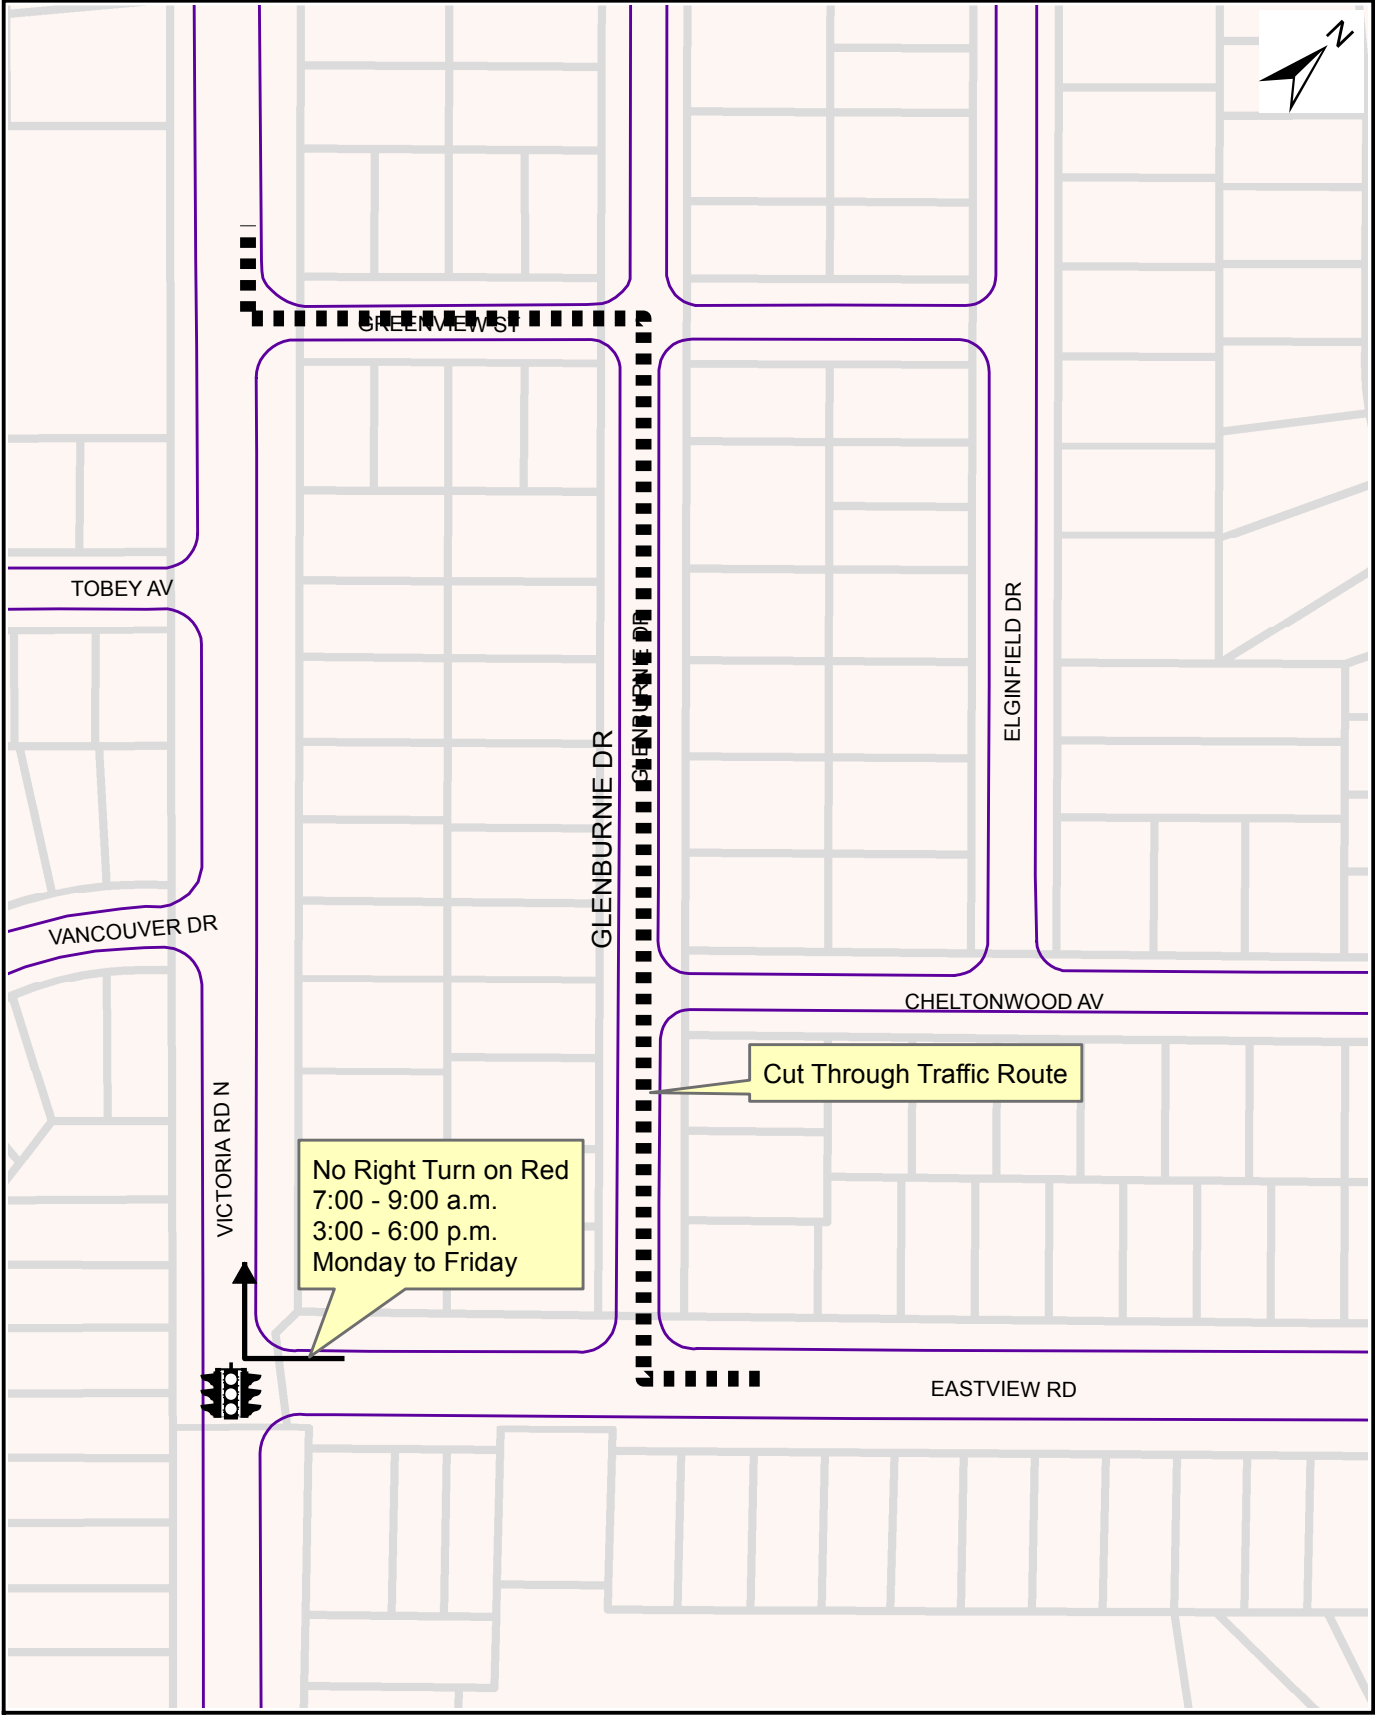 N
GREENVIEW ST
TOBEY AV
GLENBURNIE DR
ELGINFIELD DR
GLENBURNIE DR
VANCOUVER DR
CHELTONWOOD AV
Cut Through Traffic Route
VICTORIA RD N
No Right Turn on Red
7:00 - 9:00 a.m.
3:00 - 6:00 p.m.
Monday to Friday
EASTVIEW RD